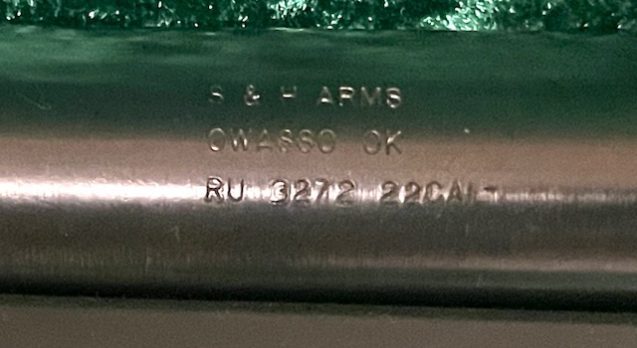 S & H ARMS
OWASSO OK
RU 3272 22CAL